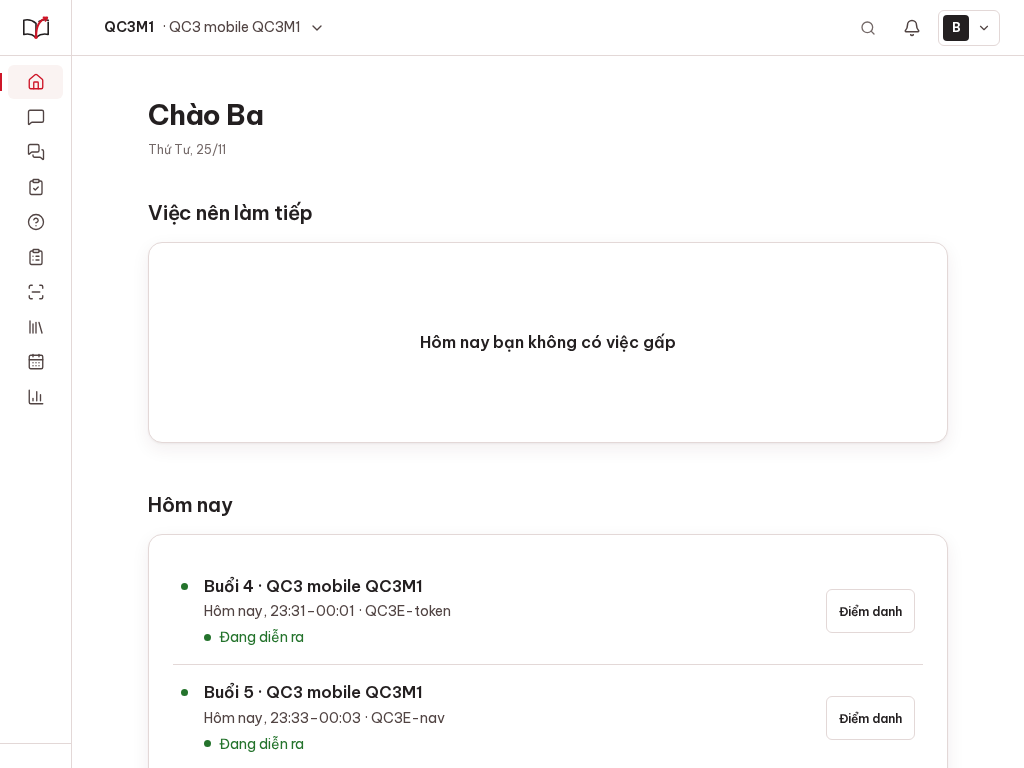 QC3M1 · QC3 mobile QC3M1
B
Chào Ba
Thứ Tư, 25/11
Việc nên làm tiếp
Hôm nay bạn không có việc gấp
Hôm nay
Buổi 4 · QC3 mobile QC3M1
Hôm nay, 23:31–00:01 · QC3E-token
Đang diễn ra
Điểm danh
Buổi 5 · QC3 mobile QC3M1
Hôm nay, 23:33–00:03 · QC3E-nav
Đang diễn ra
Điểm danh